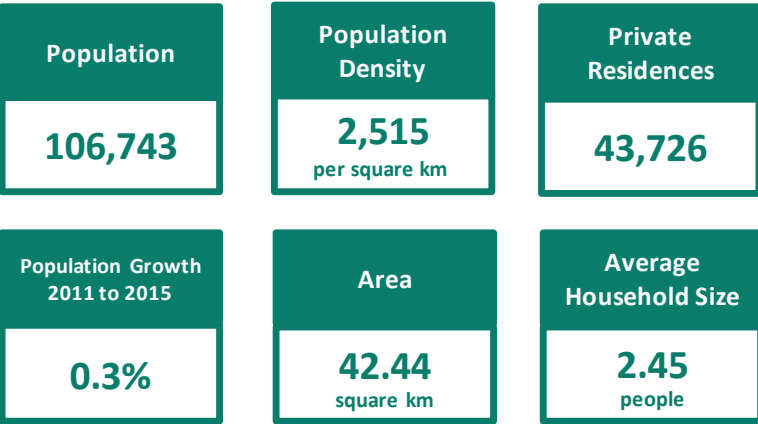 Population
106,743
Population
Density
2,515
per square km
Private
Residences
43,726
Population Growth
2011 to 2015
0.3%
Area
42.44
square km
Average
Household Size
2.45
people